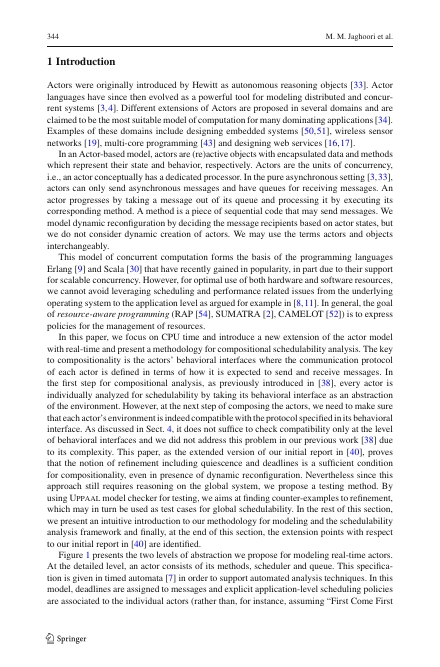 344
M. M. Jaghoori et al.
1 Introduction
Actors were originally introduced by Hewitt as autonomous reasoning objects [33]. Actor
languages have since then evolved as a powerful tool for modeling distributed and concur-
rent systems [3,4]. Different extensions of Actors are proposed in several domains and are
claimed to be the most suitable model of computation for many dominating applications [34].
Examples of these domains include designing embedded systems [50,51], wireless sensor
networks [19], multi-core programming [43] and designing web services [16,17].
In an Actor-based model, actors are (re)active objects with encapsulated data and methods
which represent their state and behavior, respectively. Actors are the units of concurrency,
i.e., an actor conceptually has a dedicated processor. In the pure asynchronous setting [3,33],
actors can only send asynchronous messages and have queues for receiving messages. An
actor progresses by taking a message out of its queue and processing it by executing its
corresponding method. A method is a piece of sequential code that may send messages. We
model dynamic reconfiguration by deciding the message recipients based on actor states, but
we do not consider dynamic creation of actors. We may use the terms actors and objects
interchangeably.
This model of concurrent computation forms the basis of the programming languages
Erlang [9] and Scala [30] that have recently gained in popularity, in part due to their support
for scalable concurrency. However, for optimal use of both hardware and software resources,
we cannot avoid leveraging scheduling and performance related issues from the underlying
operating system to the application level as argued for example in [8,11]. In general, the goal
of resource-aware programming (RAP [54], SUMATRA [2], CAMELOT [52]) is to express
policies for the management of resources.
In this paper, we focus on CPU time and introduce a new extension of the actor model
with real-time and present a methodology for compositional schedulability analysis. The key
to compositionality is the actors' behavioral interfaces where the communication protocol
of each actor is defined in terms of how it is expected to send and receive messages. In
the first step for compositional analysis, as previously introduced in [38], every actor is
individually analyzed for schedulability by taking its behavioral interface as an abstraction
of the environment. However, at the next step of composing the actors, we need to make sure
that each actor's environment is indeed compatible with the protocol specified in its behavioral
interface. As discussed in Sect. 4, it does not suffice to check compatibility only at the level
of behavioral interfaces and we did not address this problem in our previous work [38] due
to its complexity. This paper, as the extended version of our initial report in [40], proves
that the notion of refinement including quiescence and deadlines is a sufficient condition
for compositionality, even in presence of dynamic reconfiguration. Nevertheless since this
approach still requires reasoning on the global system, we propose a testing method. By
using UPPAAL model checker for testing, we aims at finding counter-examples to refinement,
which may in turn be used as test cases for global schedulability. In the rest of this section,
we present an intuitive introduction to our methodology for modeling and the schedulability
analysis framework and finally, at the end of this section, the extension points with respect
to our initial report in [40] are identified.
Figure 1 presents the two levels of abstraction we propose for modeling real-time actors.
At the detailed level, an actor consists of its methods, scheduler and queue. This specifica-
tion is given in timed automata [7] in order to support automated analysis techniques. In this
model, deadlines are assigned to messages and explicit application-level scheduling policies
are associated to the individual actors (rather than, for instance, assuming “First Come First
Springer